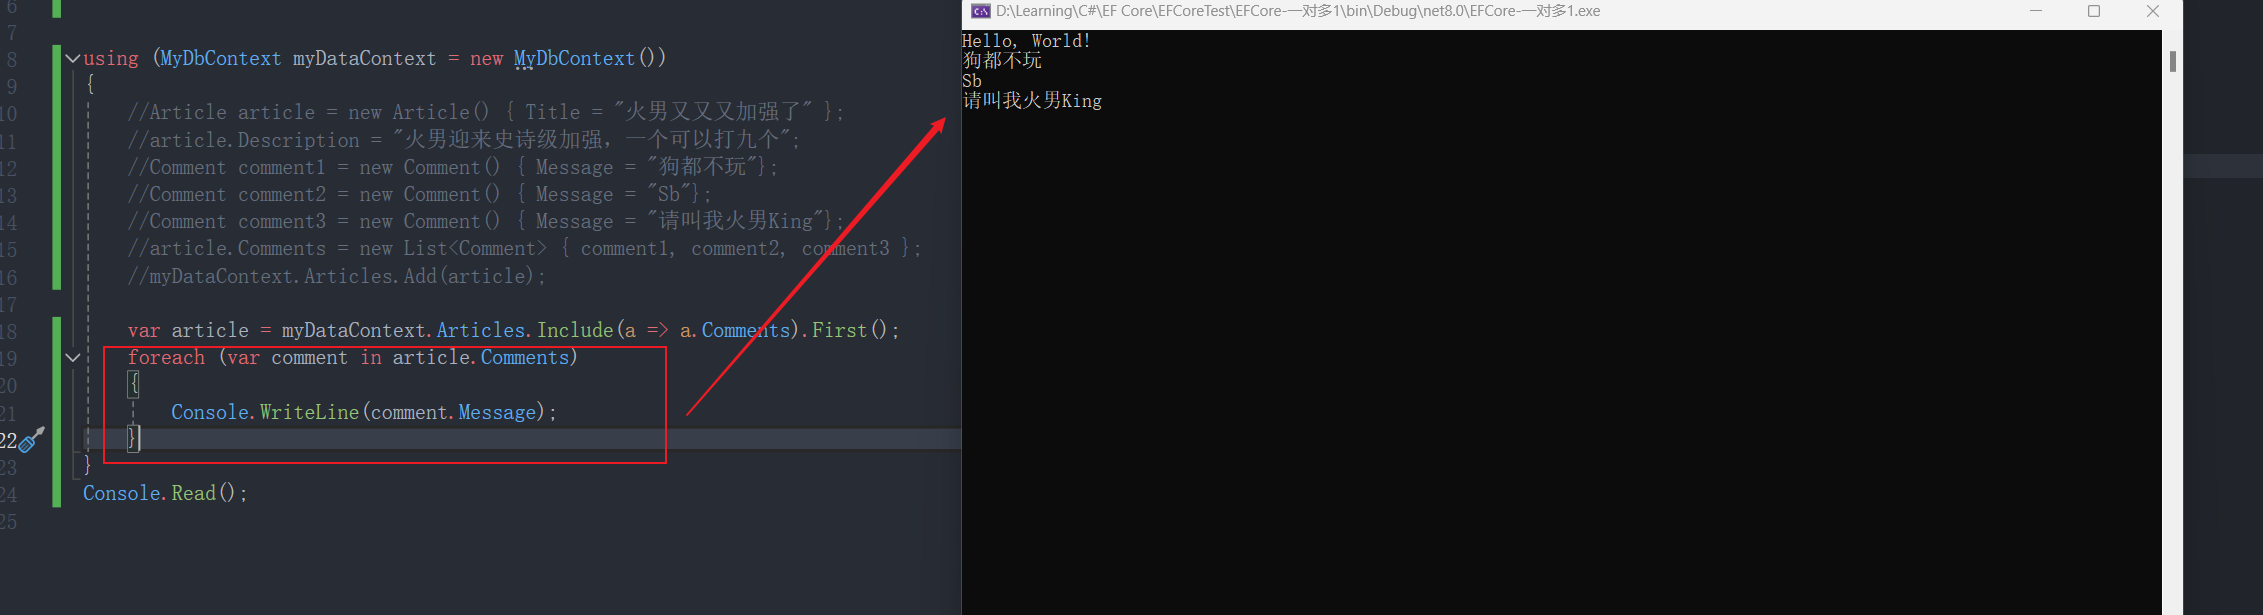 6
7
8 using (MyDbContext myDataContext = new MyDbContext())
9 {
10 //Article article = new Article() { Title = "火男又又又加强了" };
11 //article.Description = "火男迎来史诗级加强，一个可以打九个";
12 //Comment comment1 = new Comment() { Message = "狗都不玩"};
13 //Comment comment2 = new Comment() { Message = "Sb"};
14 //Comment comment3 = new Comment() { Message = "请叫我火男King"};
15 //article.Comments = new List<Comment> { comment1, comment2, comment3 };
16 //myDataContext.Articles.Add(article);
17
18 var article = myDataContext.Articles.Include(a => a.Comments).First();
19 foreach (var comment in article.Comments)
20 {
21 Console.WriteLine(comment.Message);
22 }
23 }
24 Console.Read();
25
D:\Learning\C#\EF Core\EFCoreTest\EFCore-一对多1\bin\Debug\net8.0\EFCore-一对多1.exe
Hello, World!
狗都不玩
Sb
请叫我火男King